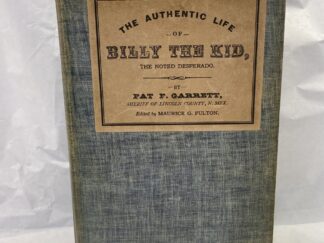 THE AUTHENTIC LIFE
—OF—
BILLY THE KID,
THE NOTED DESPERADO.
—BY—
PAT F. GARRETT,
SHERIFF OF LINCOLN COUNTY, N. MEX.
Edited by MAURICE G. FULTON.